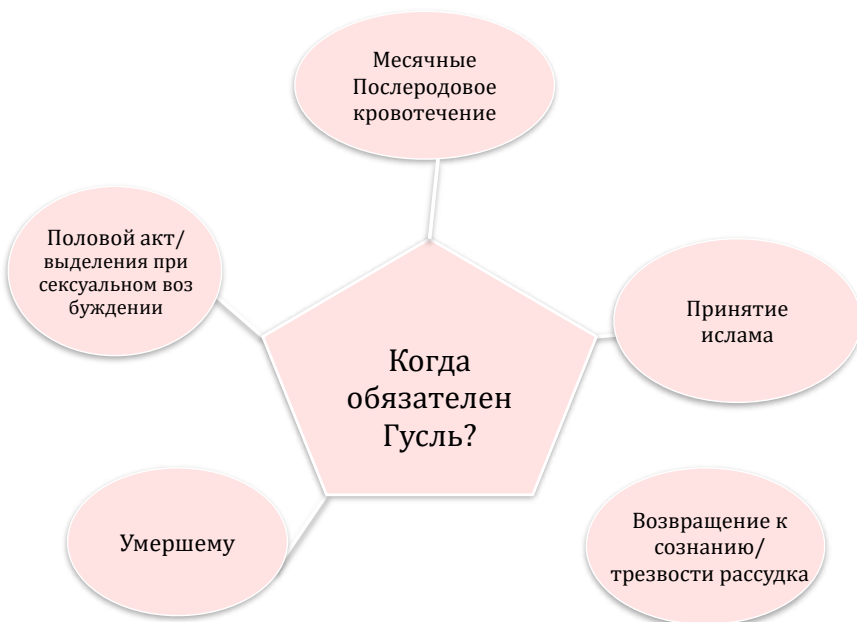 Месячные
Послеродовое
кровотечение
Половой акт/
выделения при
сексуальном воз
буждении
Принятие
ислама
Когда
обязателен
Гусль?
Умершему
Возвращение к
сознанию/
трезвости рассудка